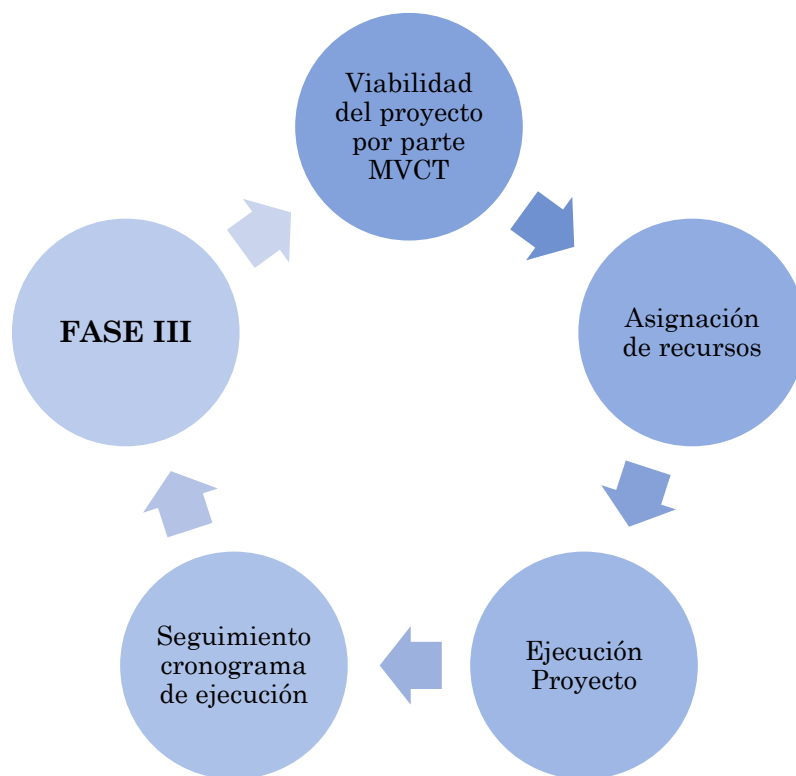 Viabilidad
del proyecto
por parte
MVCT
Asignación
de recursos
Ejecución
Proyecto
Seguimiento
cronograma
de ejecución
FASE III